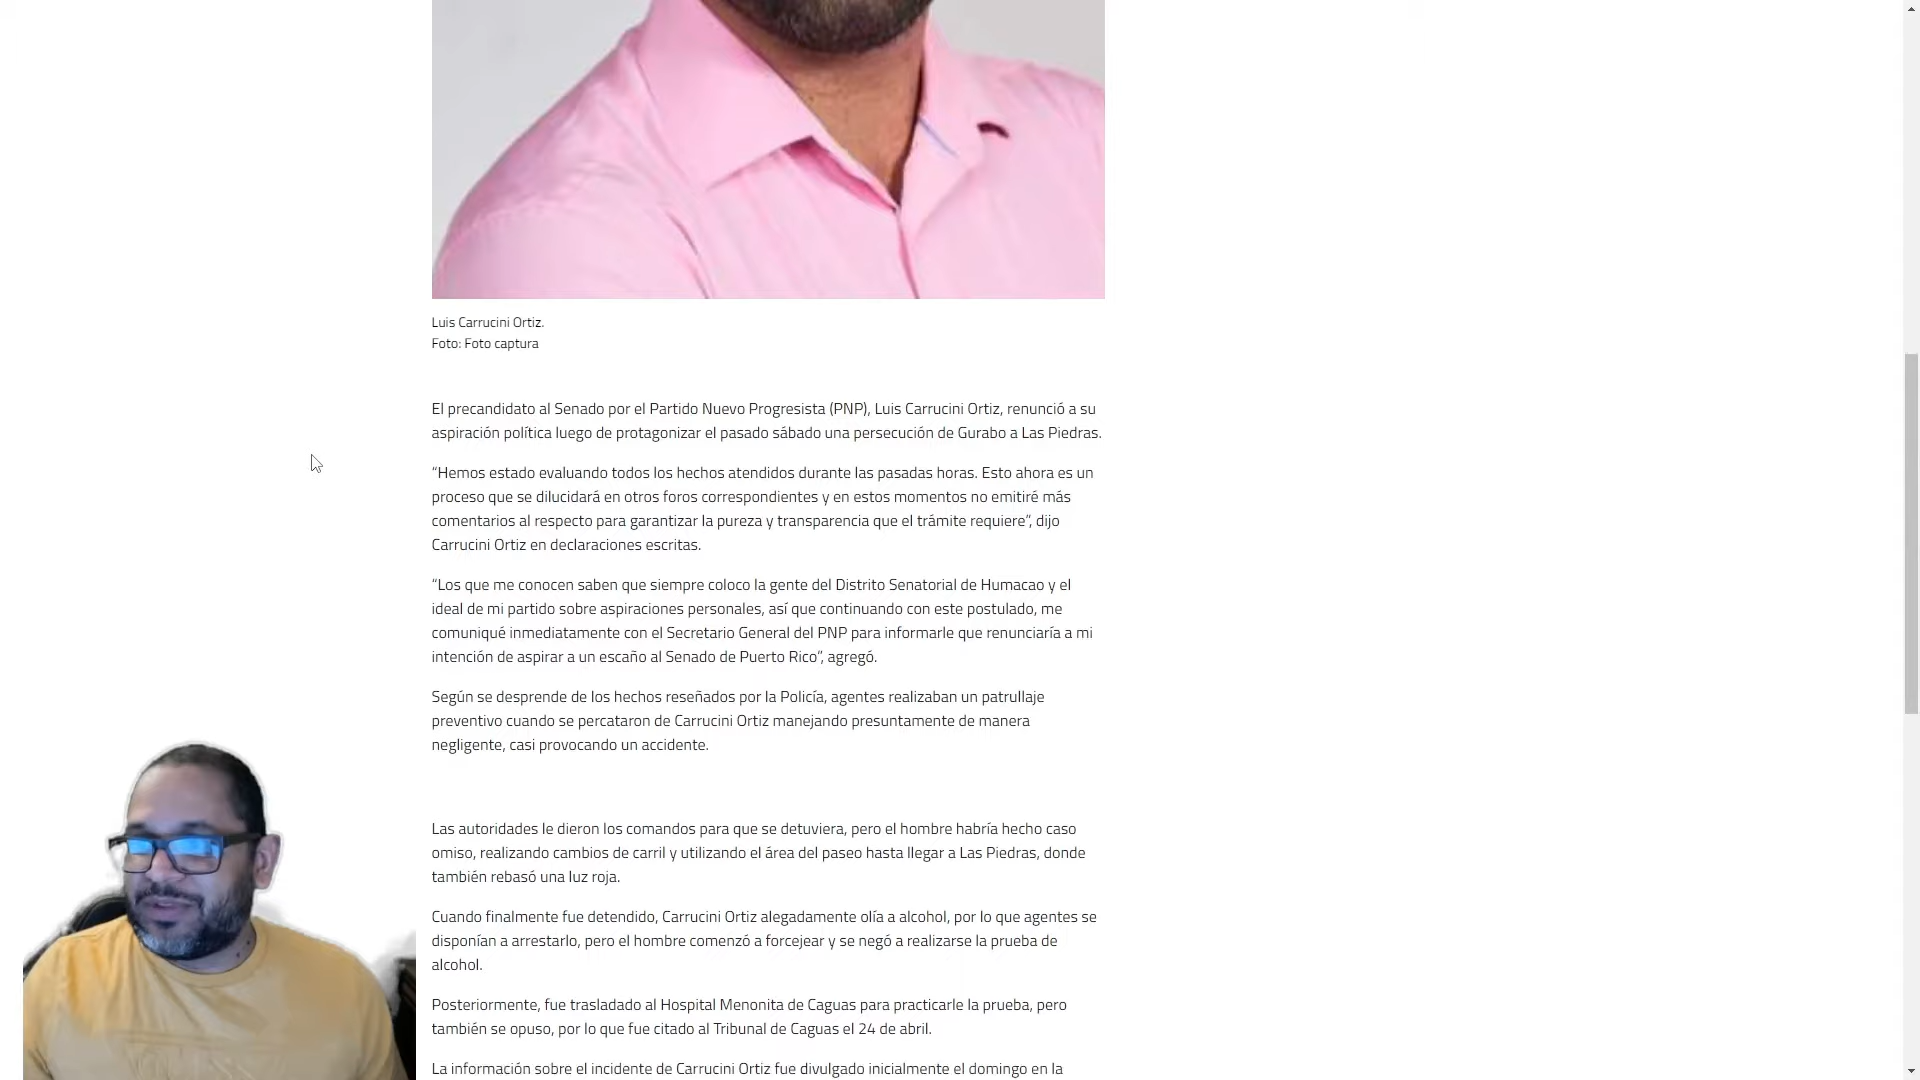 Luis Carrucini Ortiz.
Foto: Foto captura
El precandidato al Senado por el Partido Nuevo Progresista (PNP), Luis Carrucini Ortiz, renunció a su
aspiración política luego de protagonizar el pasado sábado una persecución de Gurabo a Las Piedras.
“Hemos estado evaluando todos los hechos atendidos durante las pasadas horas. Esto ahora es un
proceso que se dilucidará en otros foros correspondientes y en estos momentos no emitiré más
comentarios al respecto para garantizar la pureza y transparencia que el trámite requiere”, dijo
Carrucini Ortiz en declaraciones escritas.
“Los que me conocen saben que siempre coloco la gente del Distrito Senatorial de Humacao y el
ideal de mi partido sobre aspiraciones personales, así que continuando con este postulado, me
comuniqué inmediatamente con el Secretario General del PNP para informarle que renunciaría a mi
intención de aspirar a un escaño al Senado de Puerto Rico”, agregó.
Según se desprende de los hechos reseñados por la Policía, agentes realizaban un patrullaje
preventivo cuando se percataron de Carrucini Ortiz manejando presuntamente de manera
negligente, casi provocando un accidente.
Las autoridades le dieron los comandos para que se detuviera, pero el hombre habría hecho caso
omiso, realizando cambios de carril y utilizando el área del paseo hasta llegar a Las Piedras, donde
también rebasó una luz roja.
Cuando finalmente fue detendido, Carrucini Ortiz alegadamente olía a alcohol, por lo que agentes se
disponían a arrestarlo, pero el hombre comenzó a forcejear y se negó a realizarse la prueba de
alcohol.
Posteriormente, fue trasladado al Hospital Menonita de Caguas para practicarle la prueba, pero
también se opuso, por lo que fue citado al Tribunal de Caguas el 24 de abril.
La información sobre el incidente de Carrucini Ortiz fue divulgado inicialmente el domingo en la